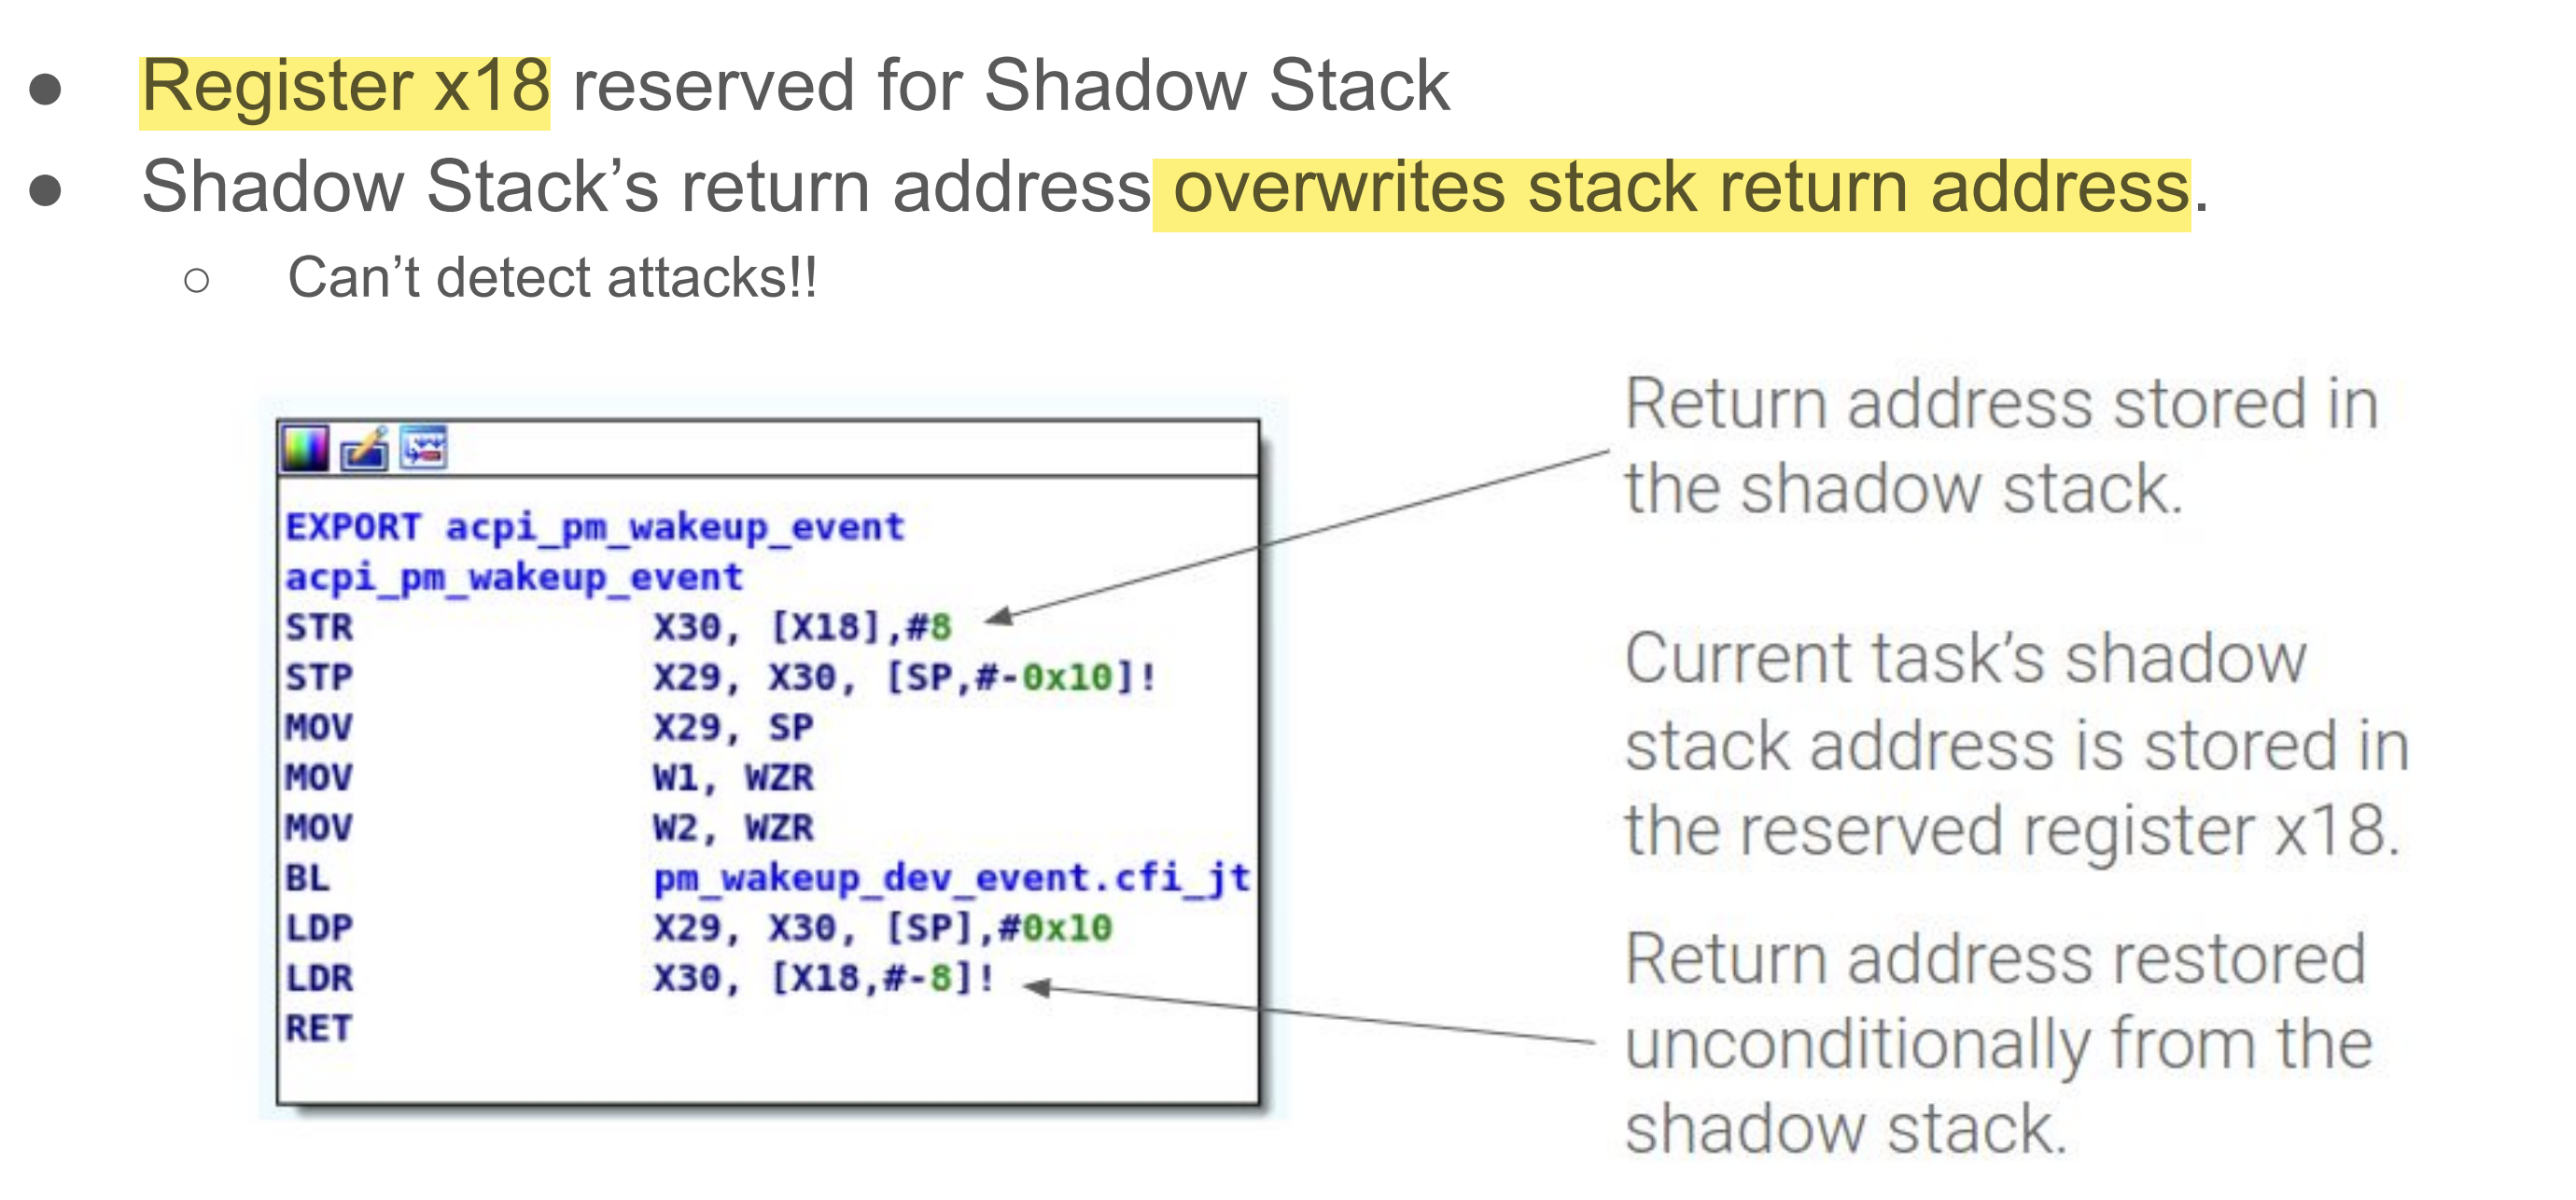 ● Register x18 reserved for Shadow Stack
● Shadow Stack’s return address overwrites stack return address.
○ Can’t detect attacks!!
EXPORT acpi_pm_wakeup_event
acpi_pm_wakeup_event
STR X30, [X18],#8
STP X29, X30, [SP,#-0x10]!
MOV X29, SP
MOV W1, WZR
MOV W2, WZR
BL pm_wakeup_dev_event.cfi_jt
LDP X29, X30, [SP],#0x10
LDR X30, [X18,#-8]!
RET
Return address stored in
the shadow stack.
Current task’s shadow
stack address is stored in
the reserved register x18.
Return address restored
unconditionally from the
shadow stack.